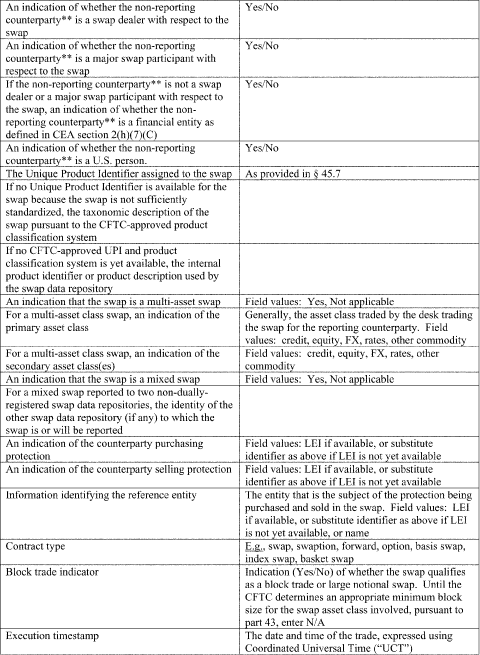 An indication of whether the non-reporting
counterparty** is a swap dealer with respect to the
swap
Yes/No
An indication of whether the non-reporting
counterparty** is a major swap participant with
respect to the swap
Yes/No
If the non-reporting counterparty** is not a swap
dealer or a major swap participant with respect to
the swap, an indication of whether the non-
reporting counterparty** is a financial entity as
defined in CEA section 2(h)(7)(C)
Yes/No
An indication of whether the non-reporting
counterparty** is a U.S. person.
Yes/No
The Unique Product Identifier assigned to the swap
As provided in § 45.7
If no Unique Product Identifier is available for the
swap because the swap is not sufficiently
standardized, the taxonomic description of the
swap pursuant to the CFTC-approved product
classification system
If no CFTC-approved UPI and product
classification system is yet available, the internal
product identifier or product description used by
the swap data repository
An indication that the swap is a multi-asset swap
Field values: Yes, Not applicable
For a multi-asset class swap, an indication of the
primary asset class
Generally, the asset class traded by the desk trading
the swap for the reporting counterparty. Field
values: credit, equity, FX, rates, other commodity
For a multi-asset class swap, an indication of the
secondary asset class(es)
Field values: credit, equity, FX, rates, other
commodity
An indication that the swap is a mixed swap
Field values: Yes, Not applicable
For a mixed swap reported to two non-dually-
registered swap data repositories, the identity of the
other swap data repository (if any) to which the
swap is or will be reported
An indication of the counterparty purchasing
protection
Field values: LEI if available, or substitute
identifier as above if LEI is not yet available
An indication of the counterparty selling protection
Field values: LEI if available, or substitute
identifier as above if LEI is not yet available
Information identifying the reference entity
The entity that is the subject of the protection being
purchased and sold in the swap. Field values: LEI
if available, or substitute identifier as above if LEI
is not yet available, or name
Contract type
E.g., swap, swaption, forward, option, basis swap,
index swap, basket swap
Block trade indicator
Indication (Yes/No) of whether the swap qualifies
as a block trade or large notional swap. Until the
CFTC determines an appropriate minimum block
size for the swap asset class involved, pursuant to
part 43, enter N/A
Execution timestamp
The date and time of the trade, expressed using
Coordinated Universal Time (“UCT”)